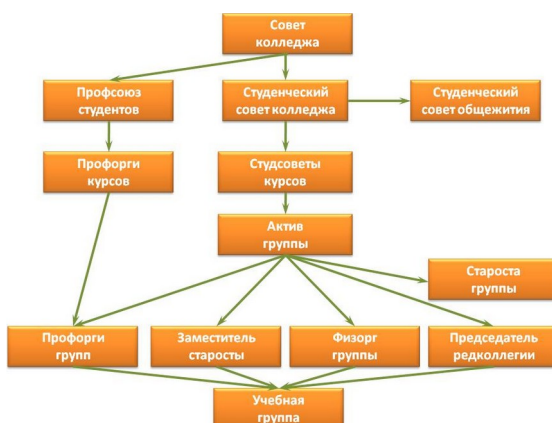 Совет
колледжа
Профсоюз
студентов
Студенческий
совет колледжа
Студенческий
совет общежития
Профорги
курсов
Студсоветы
курсов
Актив
группы
Староста
группы
Профорги
групп
Заместитель
старосты
Физорг
группы
Председатель
редколлегии
Учебная
группа